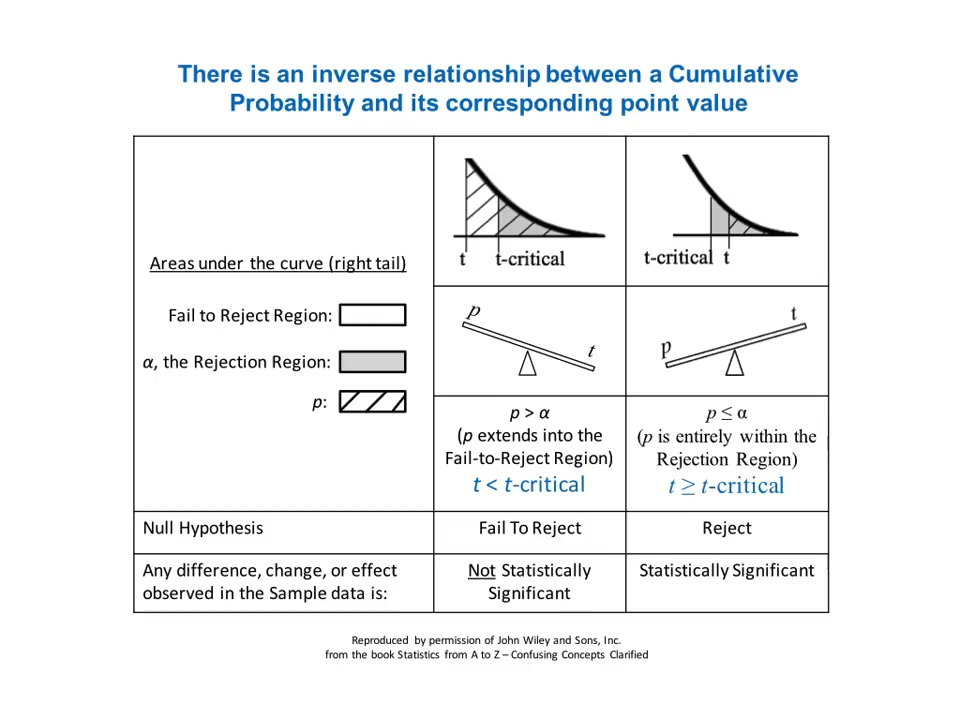 There is an inverse relationship between a Cumulative
Probability and its corresponding point value
Areas under the curve (right tail)
Fail to Reject Region:
α, the Rejection Region:
p:
t t-critical
t-critical t
p
t
p
t
p > α
(p extends into the
Fail-to-Reject Region)
t < t-critical
p ≤ α
(p is entirely within the
Rejection Region)
t ≥ t-critical
Null Hypothesis
Fail To Reject
Reject
Any difference, change, or effect
observed in the Sample data is:
Not Statistically
Significant
Statistically Significant
Reproduced by permission of John Wiley and Sons, Inc.
from the book Statistics from A to Z – Confusing Concepts Clarified